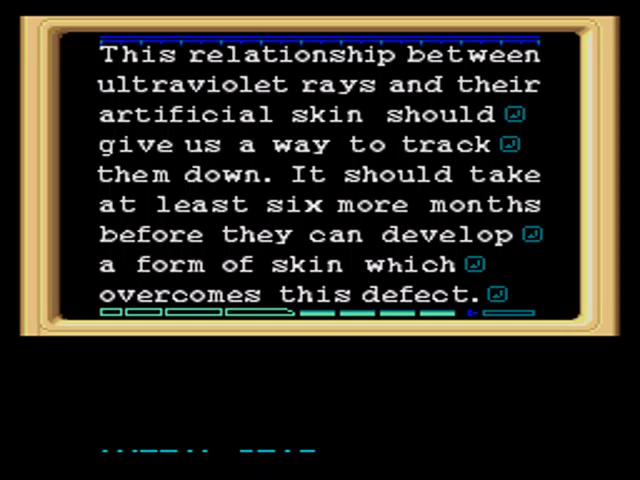 This relationship between
ultraviolet rays and their
artificial skin should
give us a way to track
them down. It should take
at least six more months
before they can develop
a form of skin which
overcomes this defect.